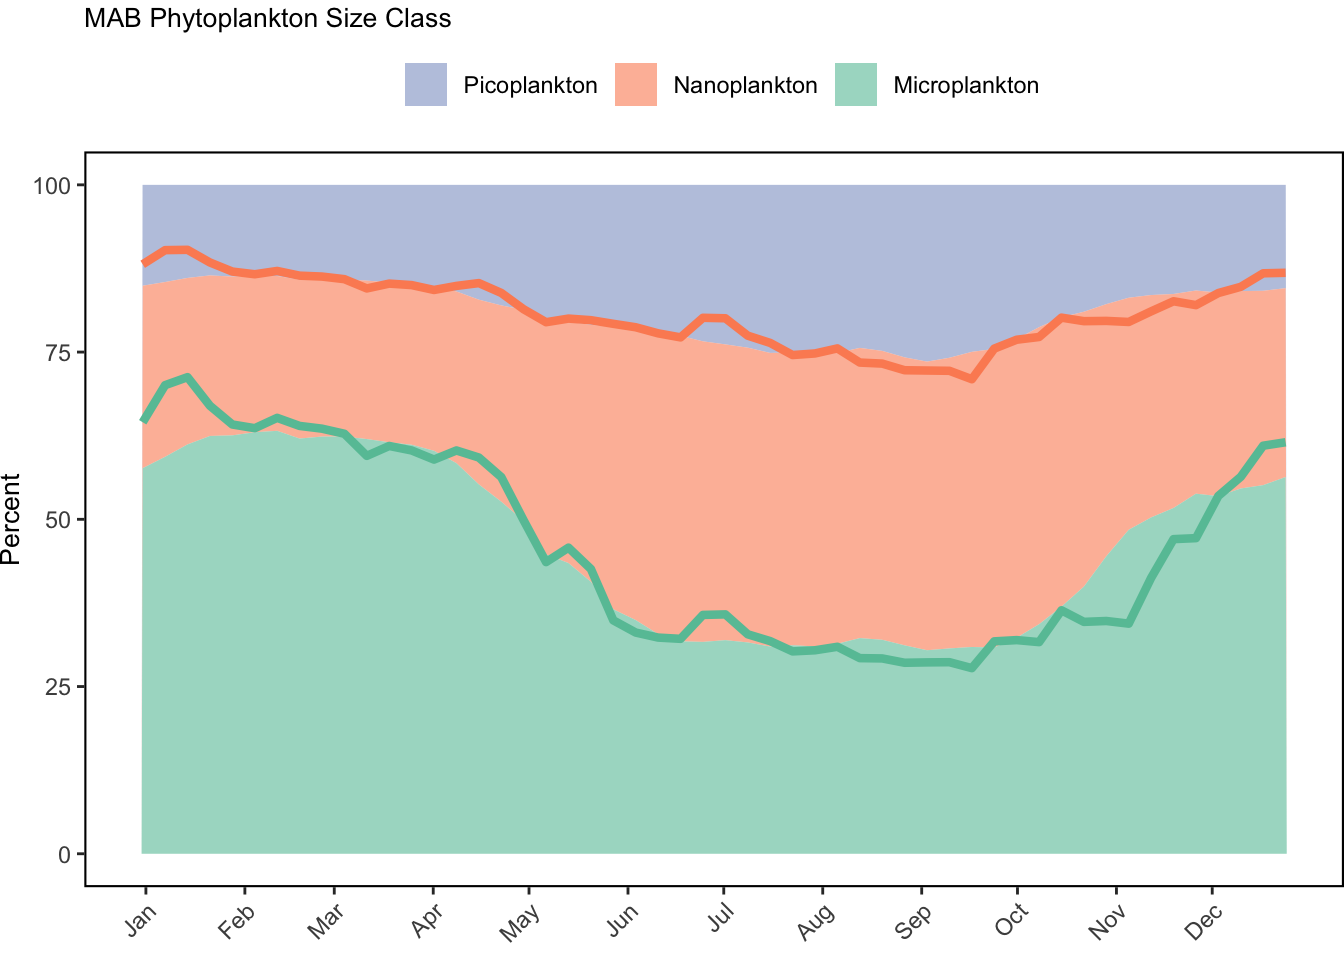 MAB Phytoplankton Size Class
Picoplankton Nanoplankton Microplankton
100
75
50
25
0
Percent
Jan Feb Mar Apr May Jun Jul Aug Sep Oct Nov Dec